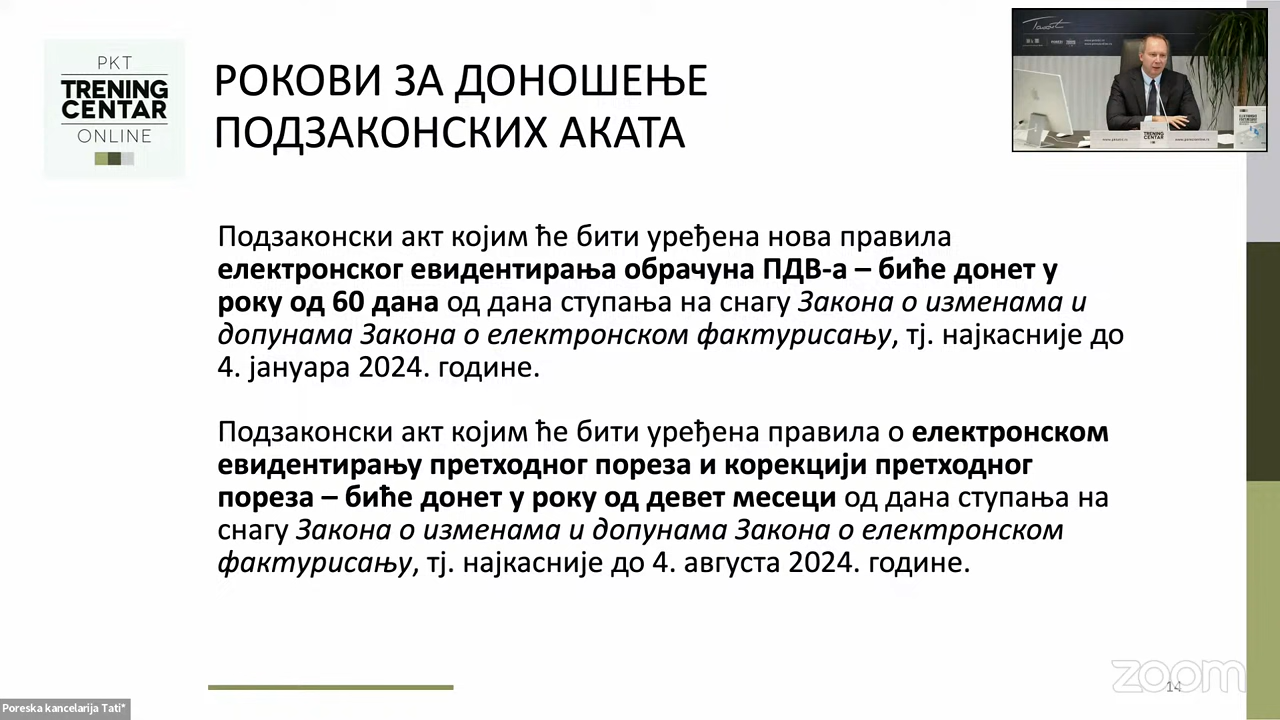 PKT
TRENING
CENTAR
ONLINE
РОКОВИ ЗА ДОНОШЕЊЕ
ПОДЗАКОНСКИХ АКАТА
Подзаконски акт којим ће бити уређена нова правила
електронског евидентирања обрачуна ПДВ-а – биће донет у
року од 60 дана од дана ступања на снагу Закона о изменама и
допунама Закона о електронском фактурисању, тј. најкасније до
4. јануара 2024. године.
Подзаконски акт којим ће бити уређена правила о електронском
евидентирању претходног пореза и корекцији претходног
пореза – биће донет у року од девет месеци од дана ступања на
снагу Закона о изменама и допунама Закона о електронском
фактурисању, тј. најкасније до 4. августа 2024. године.
TRENING
CENTAR
zoom
14
Poreska kancelarija Tati*